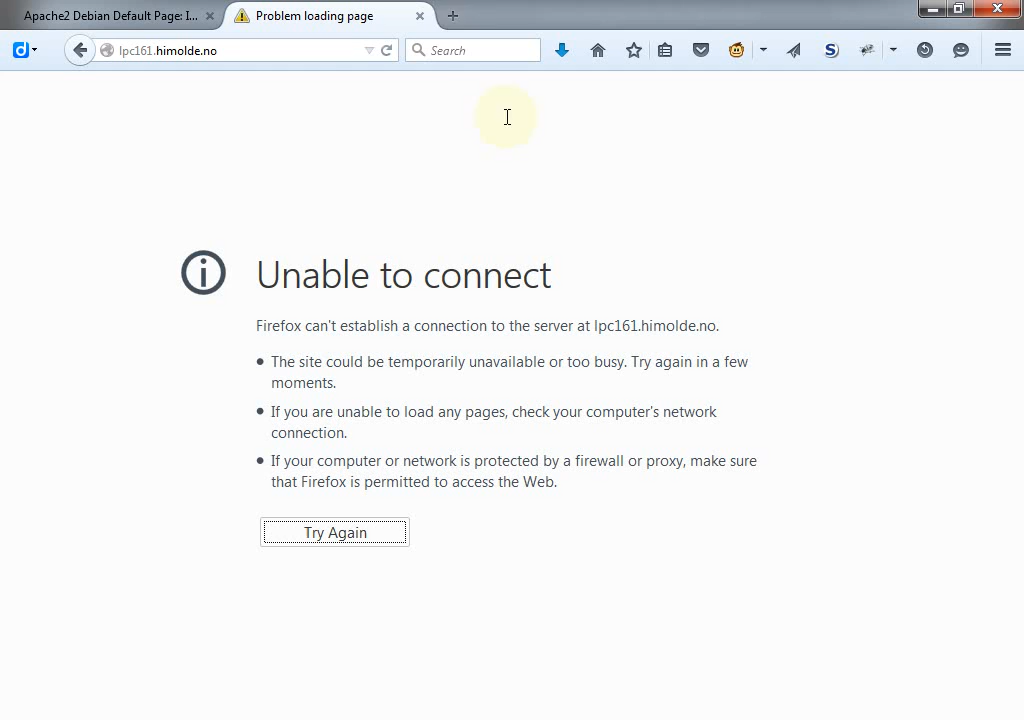 Apache2 Debian Default Page: I...
Problem loading page
d
lpc161.himolde.no
Search
S
Unable to connect
Firefox can't establish a connection to the server at lpc161.himolde.no.
The site could be temporarily unavailable or too busy. Try again in a few
moments.
If you are unable to load any pages, check your computer's network
connection.
If your computer or network is protected by a firewall or proxy, make sure
that Firefox is permitted to access the Web.
Try Again